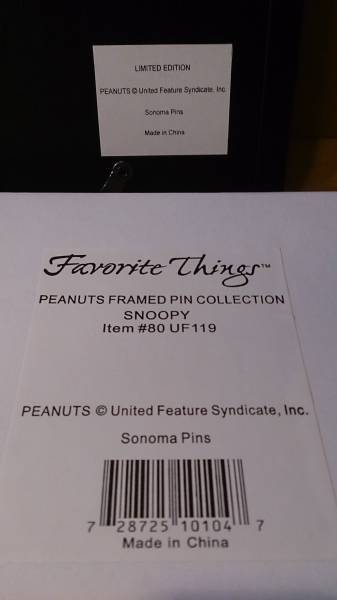 LIMITED EDITION
PEANUTS © United Feature Syndicate, Inc.
Sonoma Pins
Made in China
Favorite Things™
PEANUTS FRAMED PIN COLLECTION
SNOOPY
Item #80 UF119
PEANUTS © United Feature Syndicate, Inc.
Sonoma Pins
7 28725 10104 7
Made in China